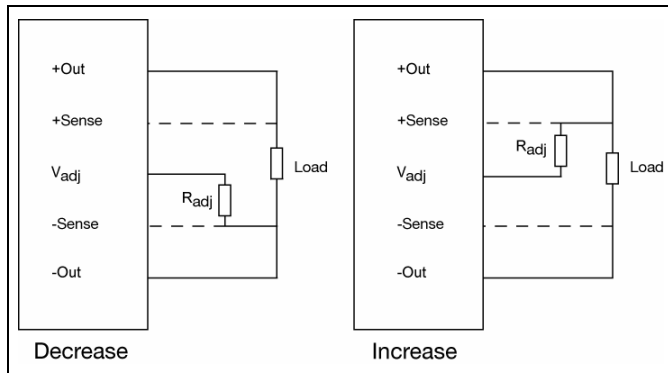 +Out
+Sense
Vadj
Radj
-Sense
-Out
Load
Decrease
+Out
+Sense
Radj
Vadj
-Sense
-Out
Load
Increase